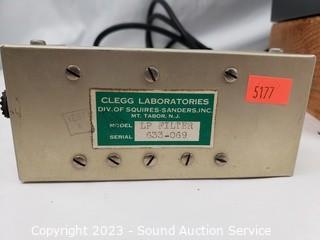 5177
CLEGG LABORATORIES
DIV. OF SQUIRES-SANDERS, INC.
MT. TABOR, N.J.
MODEL LP FILTER
SERIAL 633-069
Copyright © 2023 - Sound Auction Service